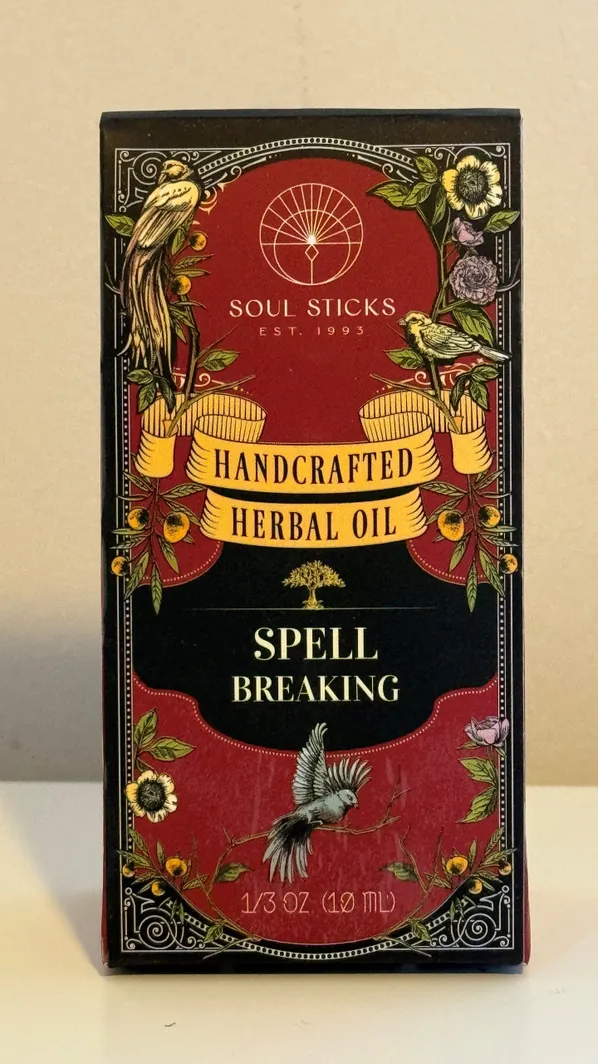 SOUL STICKS
EST. 1993
HANDCRAFTED
HERBAL OIL
SPELL
BREAKING
1/3 OZ (10 ML)